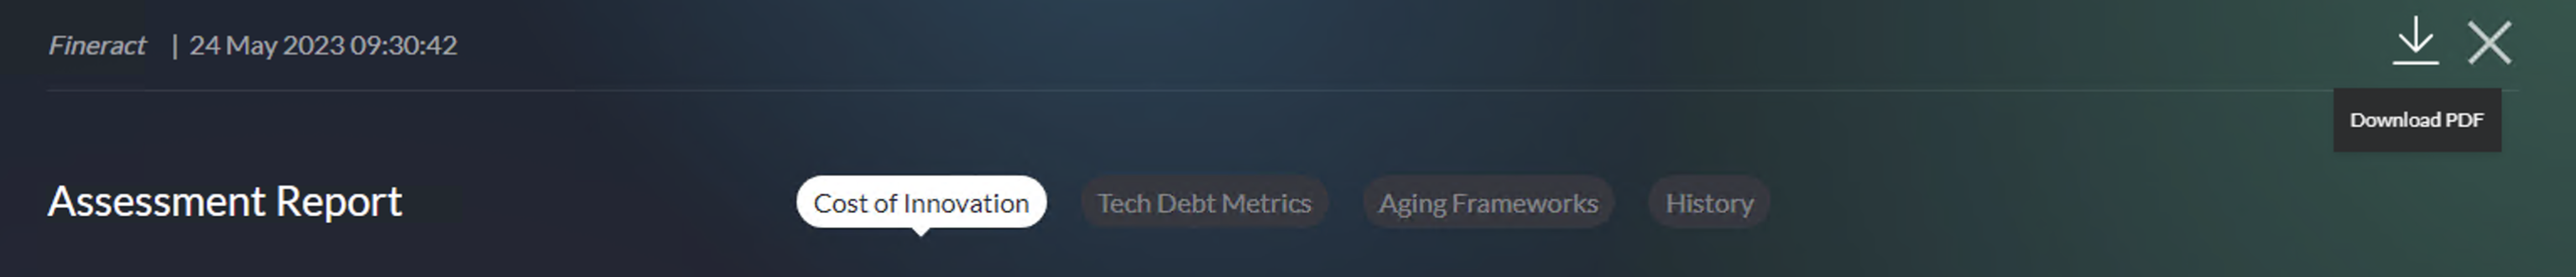 Fineract | 24 May 2023 09:30:42
Download PDF
Assessment Report
Cost of Innovation Tech Debt Metrics Aging Frameworks History